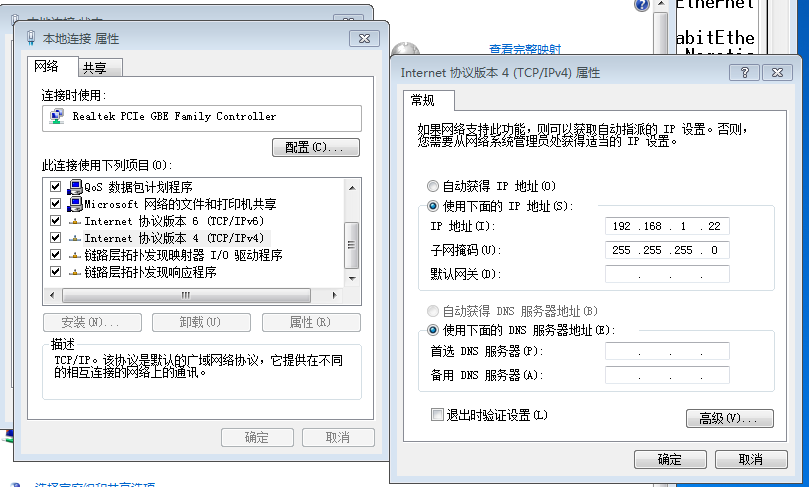 EtherNet
abitEthe
查看完整映射
本地连接 属性
网络
共享
连接时使用:
Realtek PCIe GBE Family Controller
配置(C)...
此连接使用下列项目(O):
QoS 数据包计划程序
Microsoft 网络的文件和打印机共享
Internet 协议版本 6 (TCP/IPv6)
Internet 协议版本 4 (TCP/IPv4)
链路层拓扑发现映射器 I/O 驱动程序
链路层拓扑发现响应程序
安装(N)...
卸载(U)
属性(R)
描述
TCP/IP。该协议是默认的广域网络协议，它提供在不同
的相互连接的网络上的通讯。
确定
取消
Internet 协议版本 4 (TCP/IPv4) 属性
常规
如果网络支持此功能，则可以获取自动指派的 IP 设置。否则，
您需要从网络系统管理员处获得适当的 IP 设置。
自动获得 IP 地址(O)
使用下面的 IP 地址(S):
IP 地址(I):
192 .168 . 1 . 22
子网掩码(U):
255 .255 .255 . 0
默认网关(D):
. . .
自动获得 DNS 服务器地址(B)
使用下面的 DNS 服务器地址(E):
首选 DNS 服务器(P):
. . .
备用 DNS 服务器(A):
. . .
退出时验证设置(L)
高级(V)...
确定
取消